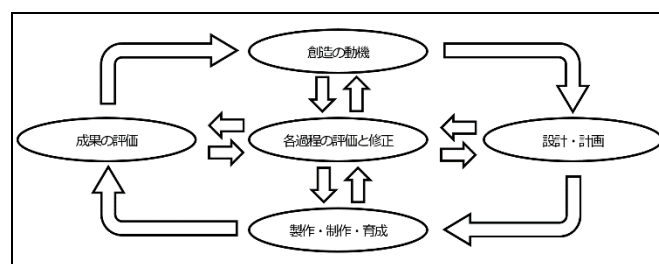 創造の動機
成果の評価
各過程の評価と修正
設計・計画
製作・制作・育成